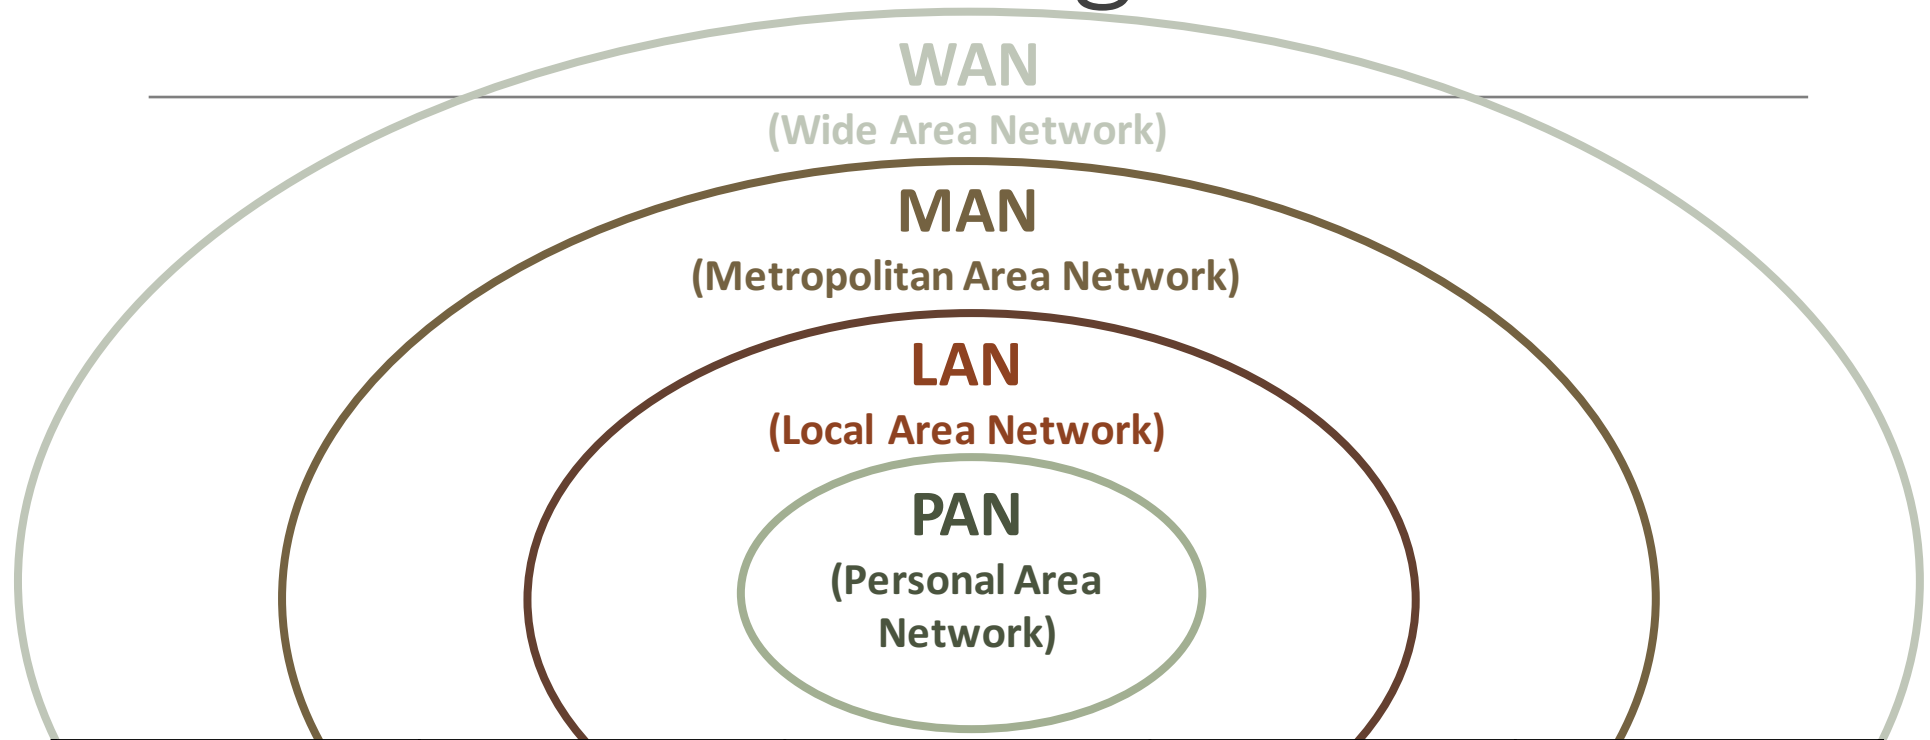 WAN
(Wide Area Network)
MAN
(Metropolitan Area Network)
LAN
(Local Area Network)
PAN
(Personal Area
Network)